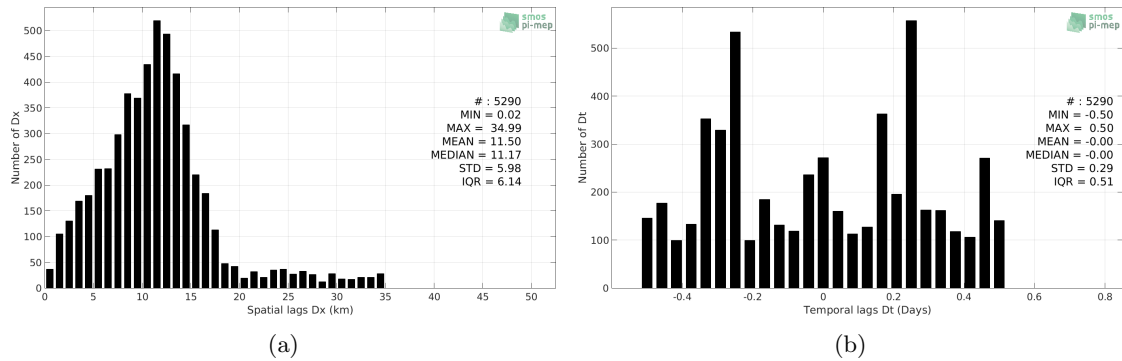 smos
pi-mep
500
450
400
350
300
250
200
150
100
50
0
Number of Dx
# : 5290
MIN = 0.02
MAX = 34.99
MEAN = 11.50
MEDIAN = 11.17
STD = 5.98
IQR = 6.14
0 5 10 15 20 25 30 35 40 45 50
Spatial lags Dx (km)
(a)
smos
pi-mep
500
400
300
200
100
0
Number of Dt
# : 5290
MIN = -0.50
MAX = 0.50
MEAN = -0.00
MEDIAN = -0.00
STD = 0.29
IQR = 0.51
-0.4 -0.2 0 0.2 0.4 0.6 0.8
Temporal lags Dt (Days)
(b)